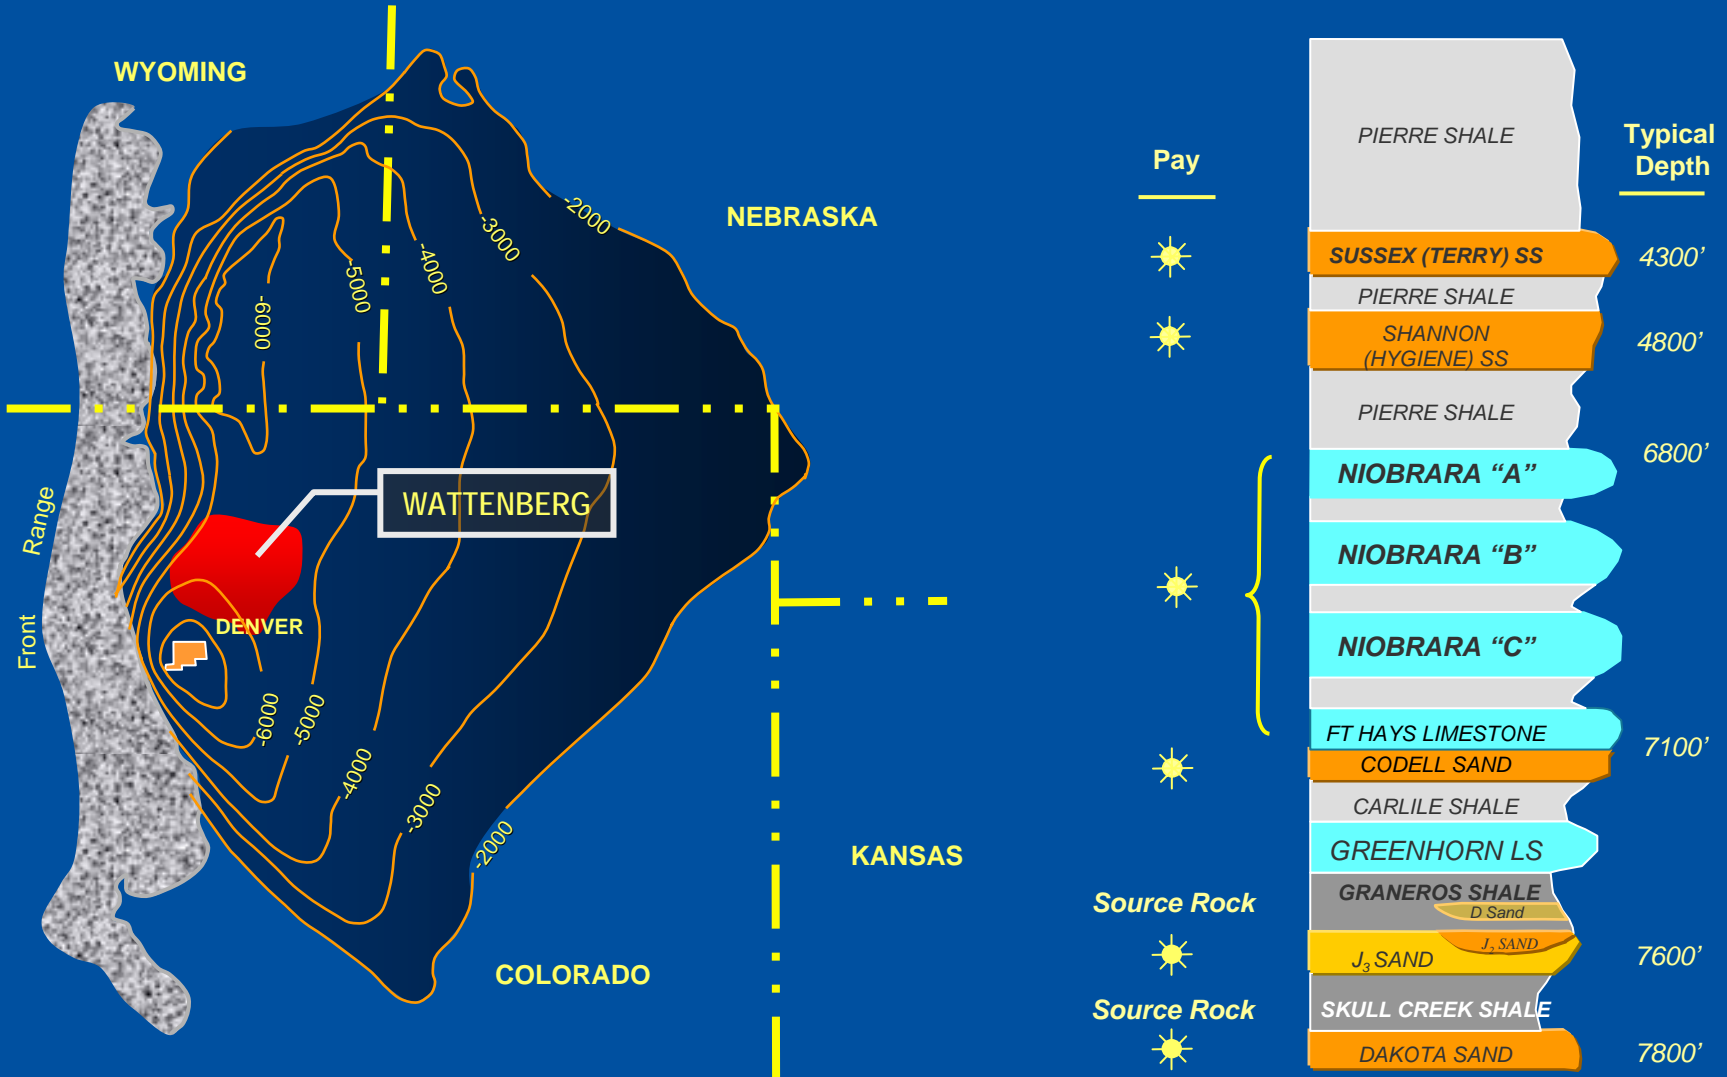 WYOMING
NEBRASKA
-2000
-3000
-4000
-5000
-6000
WATTENBERG
Range
Front
DENVER
-6000
-5000
-4000
-3000
-2000
KANSAS
COLORADO
Pay
Typical
Depth
PIERRE SHALE
SUSSEX (TERRY) SS
4300’
PIERRE SHALE
SHANNON
(HYGIENE) SS
4800’
PIERRE SHALE
6800’
NIOBRARA “A”
NIOBRARA “B”
NIOBRARA “C”
FT HAYS LIMESTONE
7100’
CODELL SAND
CARLILE SHALE
GREENHORN LS
Source Rock
GRANEROS SHALE
D Sand
J2 SAND
J3 SAND
7600’
Source Rock
SKULL CREEK SHALE
DAKOTA SAND
7800’